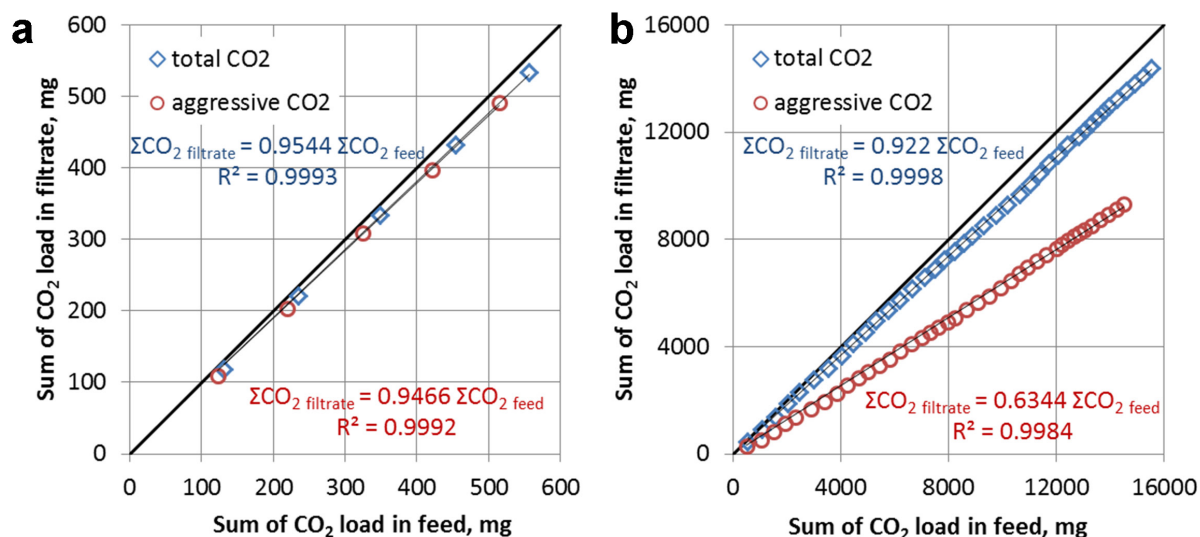 a
600
500
400
300
200
100
0
Sum of CO₂ load in filtrate, mg
total CO2
aggressive CO2
ΣCO₂ filtrate = 0.9544 ΣCO₂ feed
R² = 0.9993
ΣCO₂ filtrate = 0.9466 ΣCO₂ feed
R² = 0.9992
0 100 200 300 400 500 600
Sum of CO₂ load in feed, mg
b
16000
12000
8000
4000
0
Sum of CO₂ load in filtrate, mg
total CO2
aggressive CO2
ΣCO₂ filtrate = 0.922 ΣCO₂ feed
R² = 0.9998
ΣCO₂ filtrate = 0.6344 ΣCO₂ feed
R² = 0.9984
0 4000 8000 12000 16000
Sum of CO₂ load in feed, mg